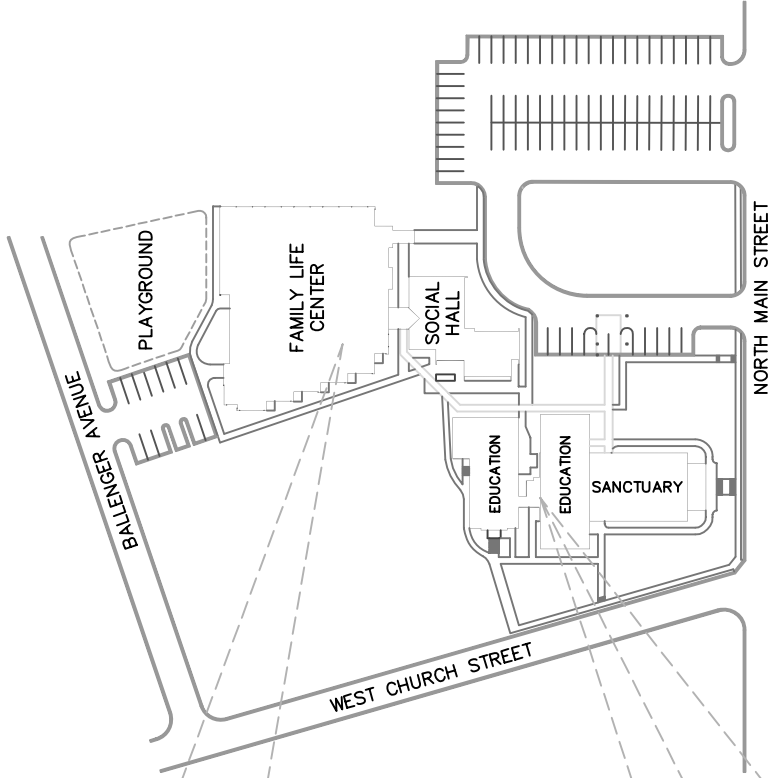 NORTH MAIN STREET
PLAYGROUND
FAMILY LIFE
CENTER
SOCIAL
HALL
BALLENGER AVENUE
EDUCATION
EDUCATION
SANCTUARY
WEST CHURCH STREET